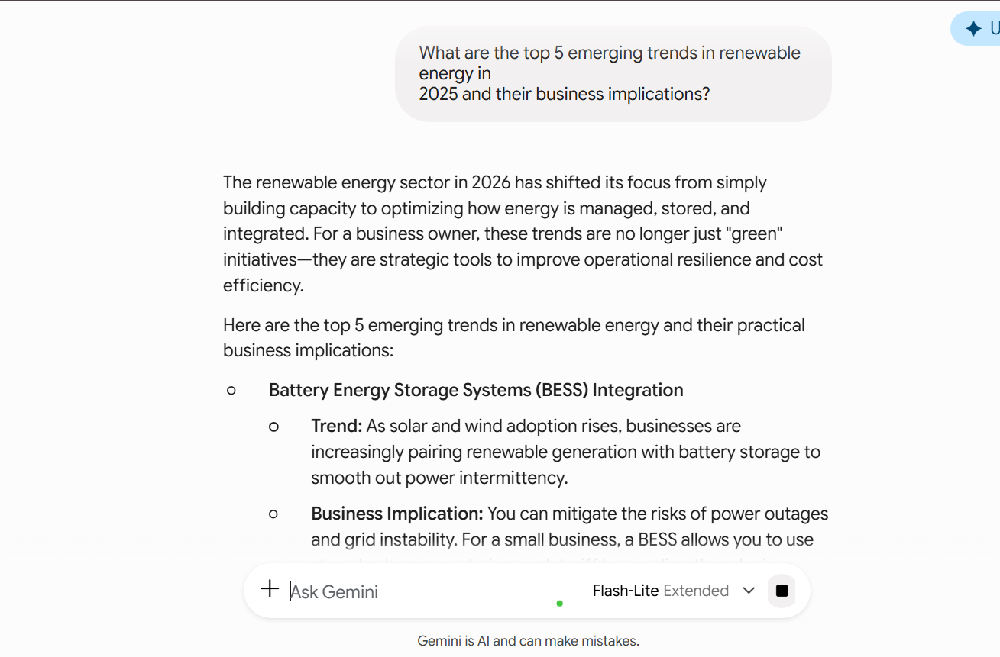 U
What are the top 5 emerging trends in renewable
energy in
2025 and their business implications?
The renewable energy sector in 2026 has shifted its focus from simply
building capacity to optimizing how energy is managed, stored, and
integrated. For a business owner, these trends are no longer just "green"
initiatives—they are strategic tools to improve operational resilience and cost
efficiency.
Here are the top 5 emerging trends in renewable energy and their practical
business implications:
Battery Energy Storage Systems (BESS) Integration
Trend: As solar and wind adoption rises, businesses are
increasingly pairing renewable generation with battery storage to
smooth out power intermittency.
Business Implication: You can mitigate the risks of power outages
and grid instability. For a small business, a BESS allows you to use
Ask Gemini
Flash-Lite Extended
Gemini is AI and can make mistakes.